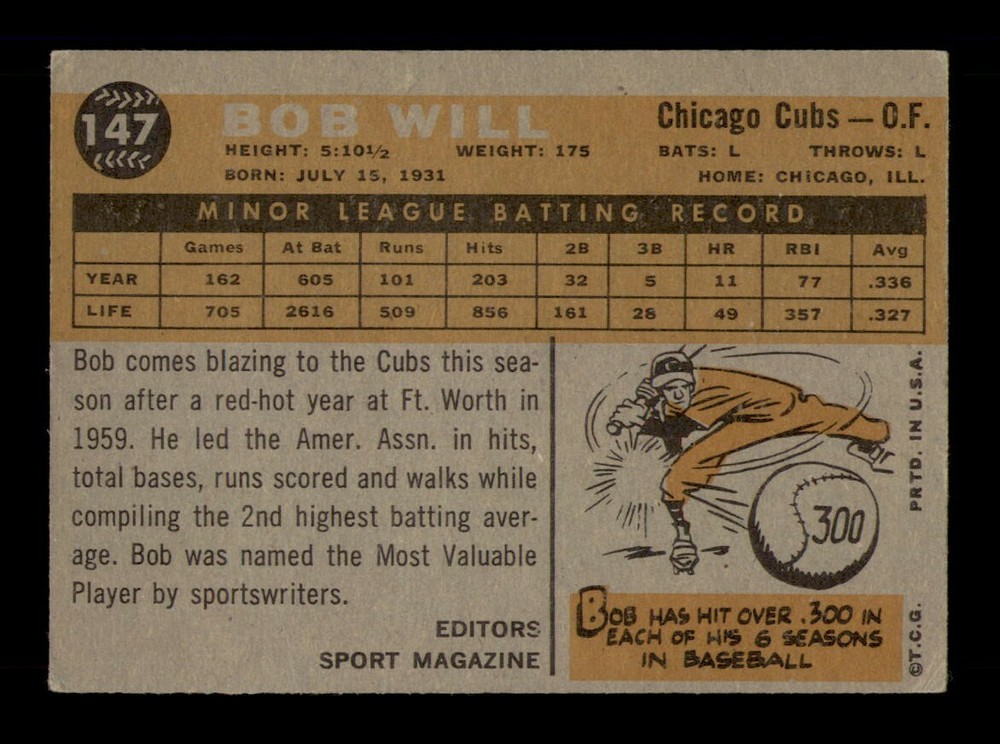 147
BOB WILL
Chicago Cubs — O.F.
HEIGHT: 5:10½ WEIGHT: 175 BATS: L THROWS: L
BORN: JULY 15, 1931 HOME: CHICAGO, ILL.
MINOR LEAGUE BATTING RECORD
Games At Bat Runs Hits 2B 3B HR RBI Avg
YEAR 162 605 101 203 32 5 11 77 .336
LIFE 705 2616 509 856 161 28 49 357 .327
Bob comes blazing to the Cubs this sea-
son after a red-hot year at Ft. Worth in
1959. He led the Amer. Assn. in hits,
total bases, runs scored and walks while
compiling the 2nd highest batting aver-
age. Bob was named the Most Valuable
Player by sportswriters.
EDITORS
SPORT MAGAZINE
300
BOB HAS HIT OVER .300 IN
EACH OF HIS 6 SEASONS
IN BASEBALL
PRTD. IN U.S.A.
©T.C.G.